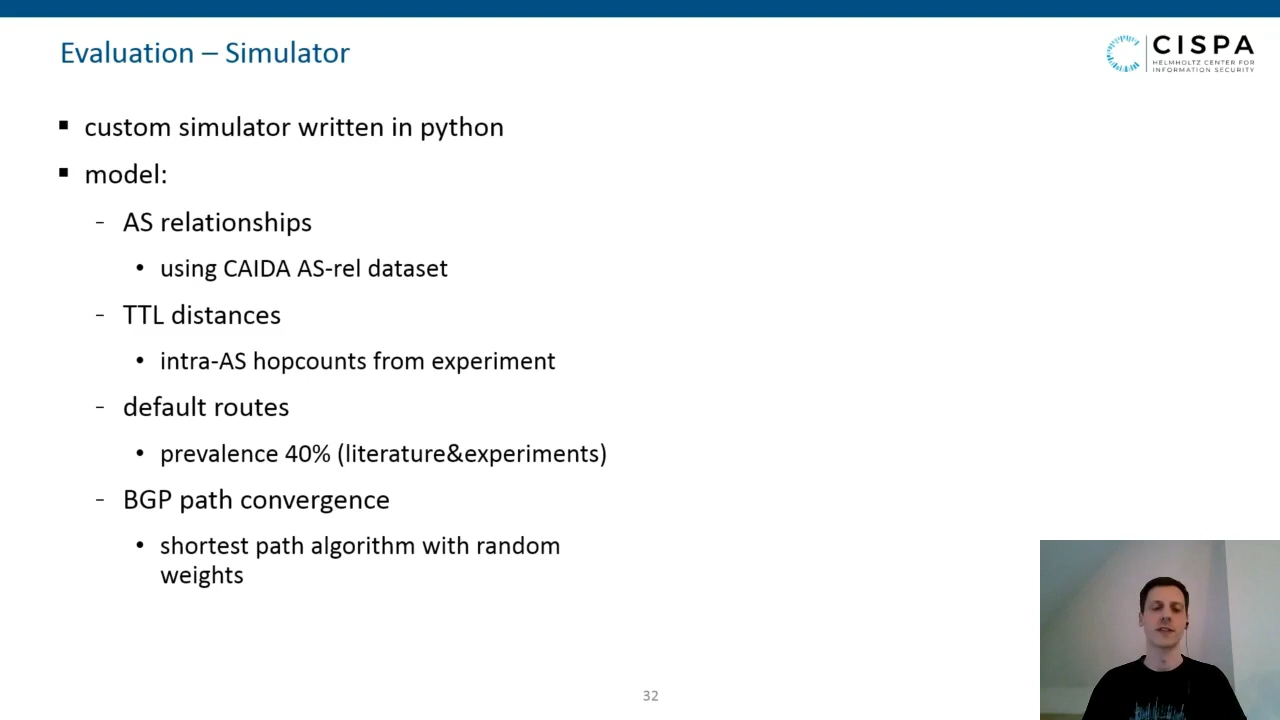 Evaluation – Simulator
CISPA
HELMHOLTZ CENTER FOR
INFORMATION SECURITY
▪ custom simulator written in python
▪ model:
- AS relationships
• using CAIDA AS-rel dataset
- TTL distances
• intra-AS hopcounts from experiment
- default routes
• prevalence 40% (literature&experiments)
- BGP path convergence
• shortest path algorithm with random
weights
32